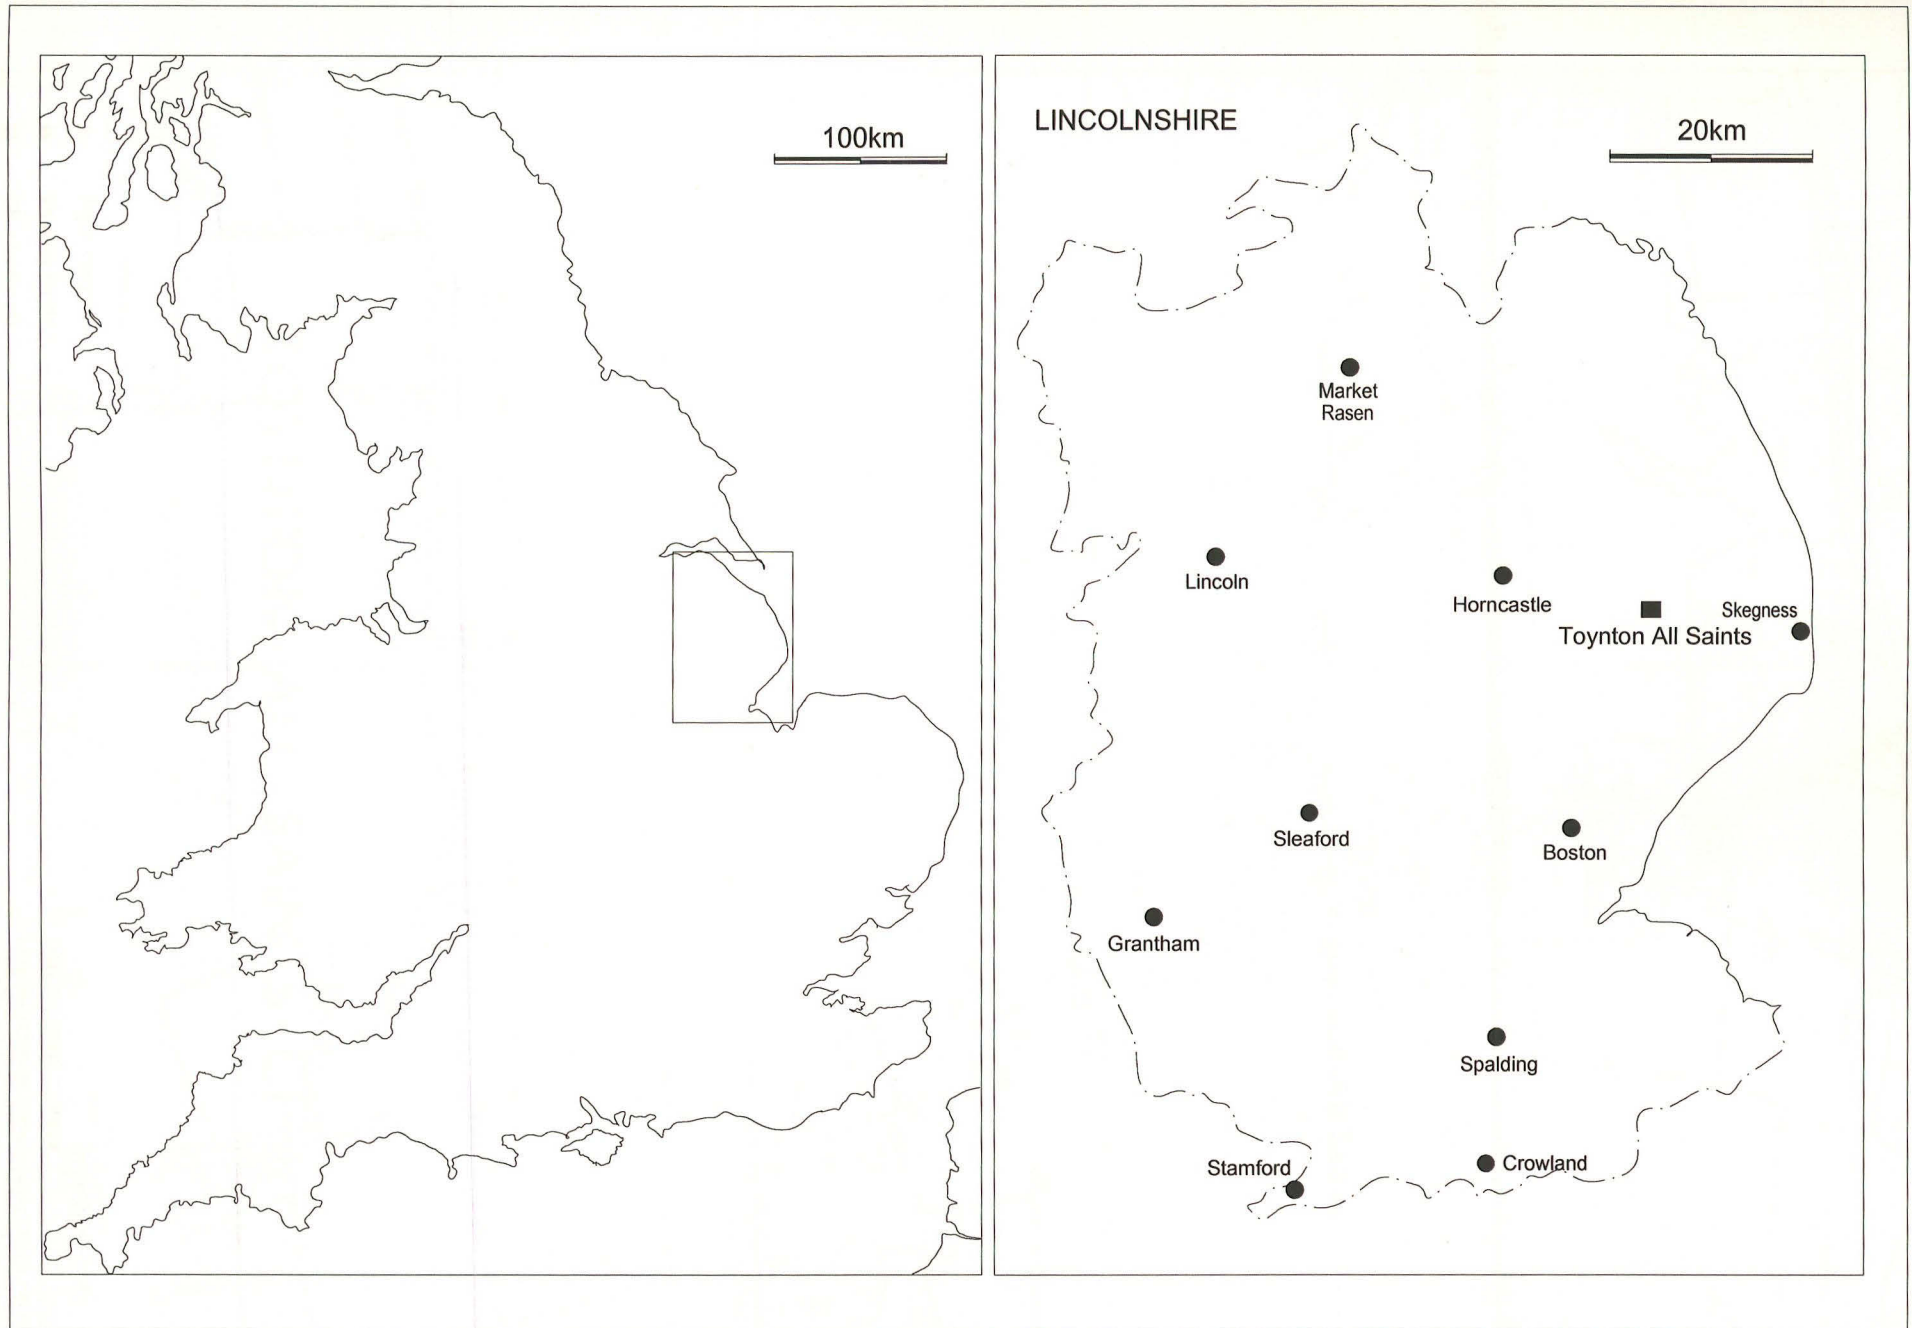 100km
LINCOLNSHIRE
20km
Market
Rasen
Lincoln
Horncastle
Skegness
Toynton All Saints
Sleaford
Boston
Grantham
Spalding
Stamford
Crowland